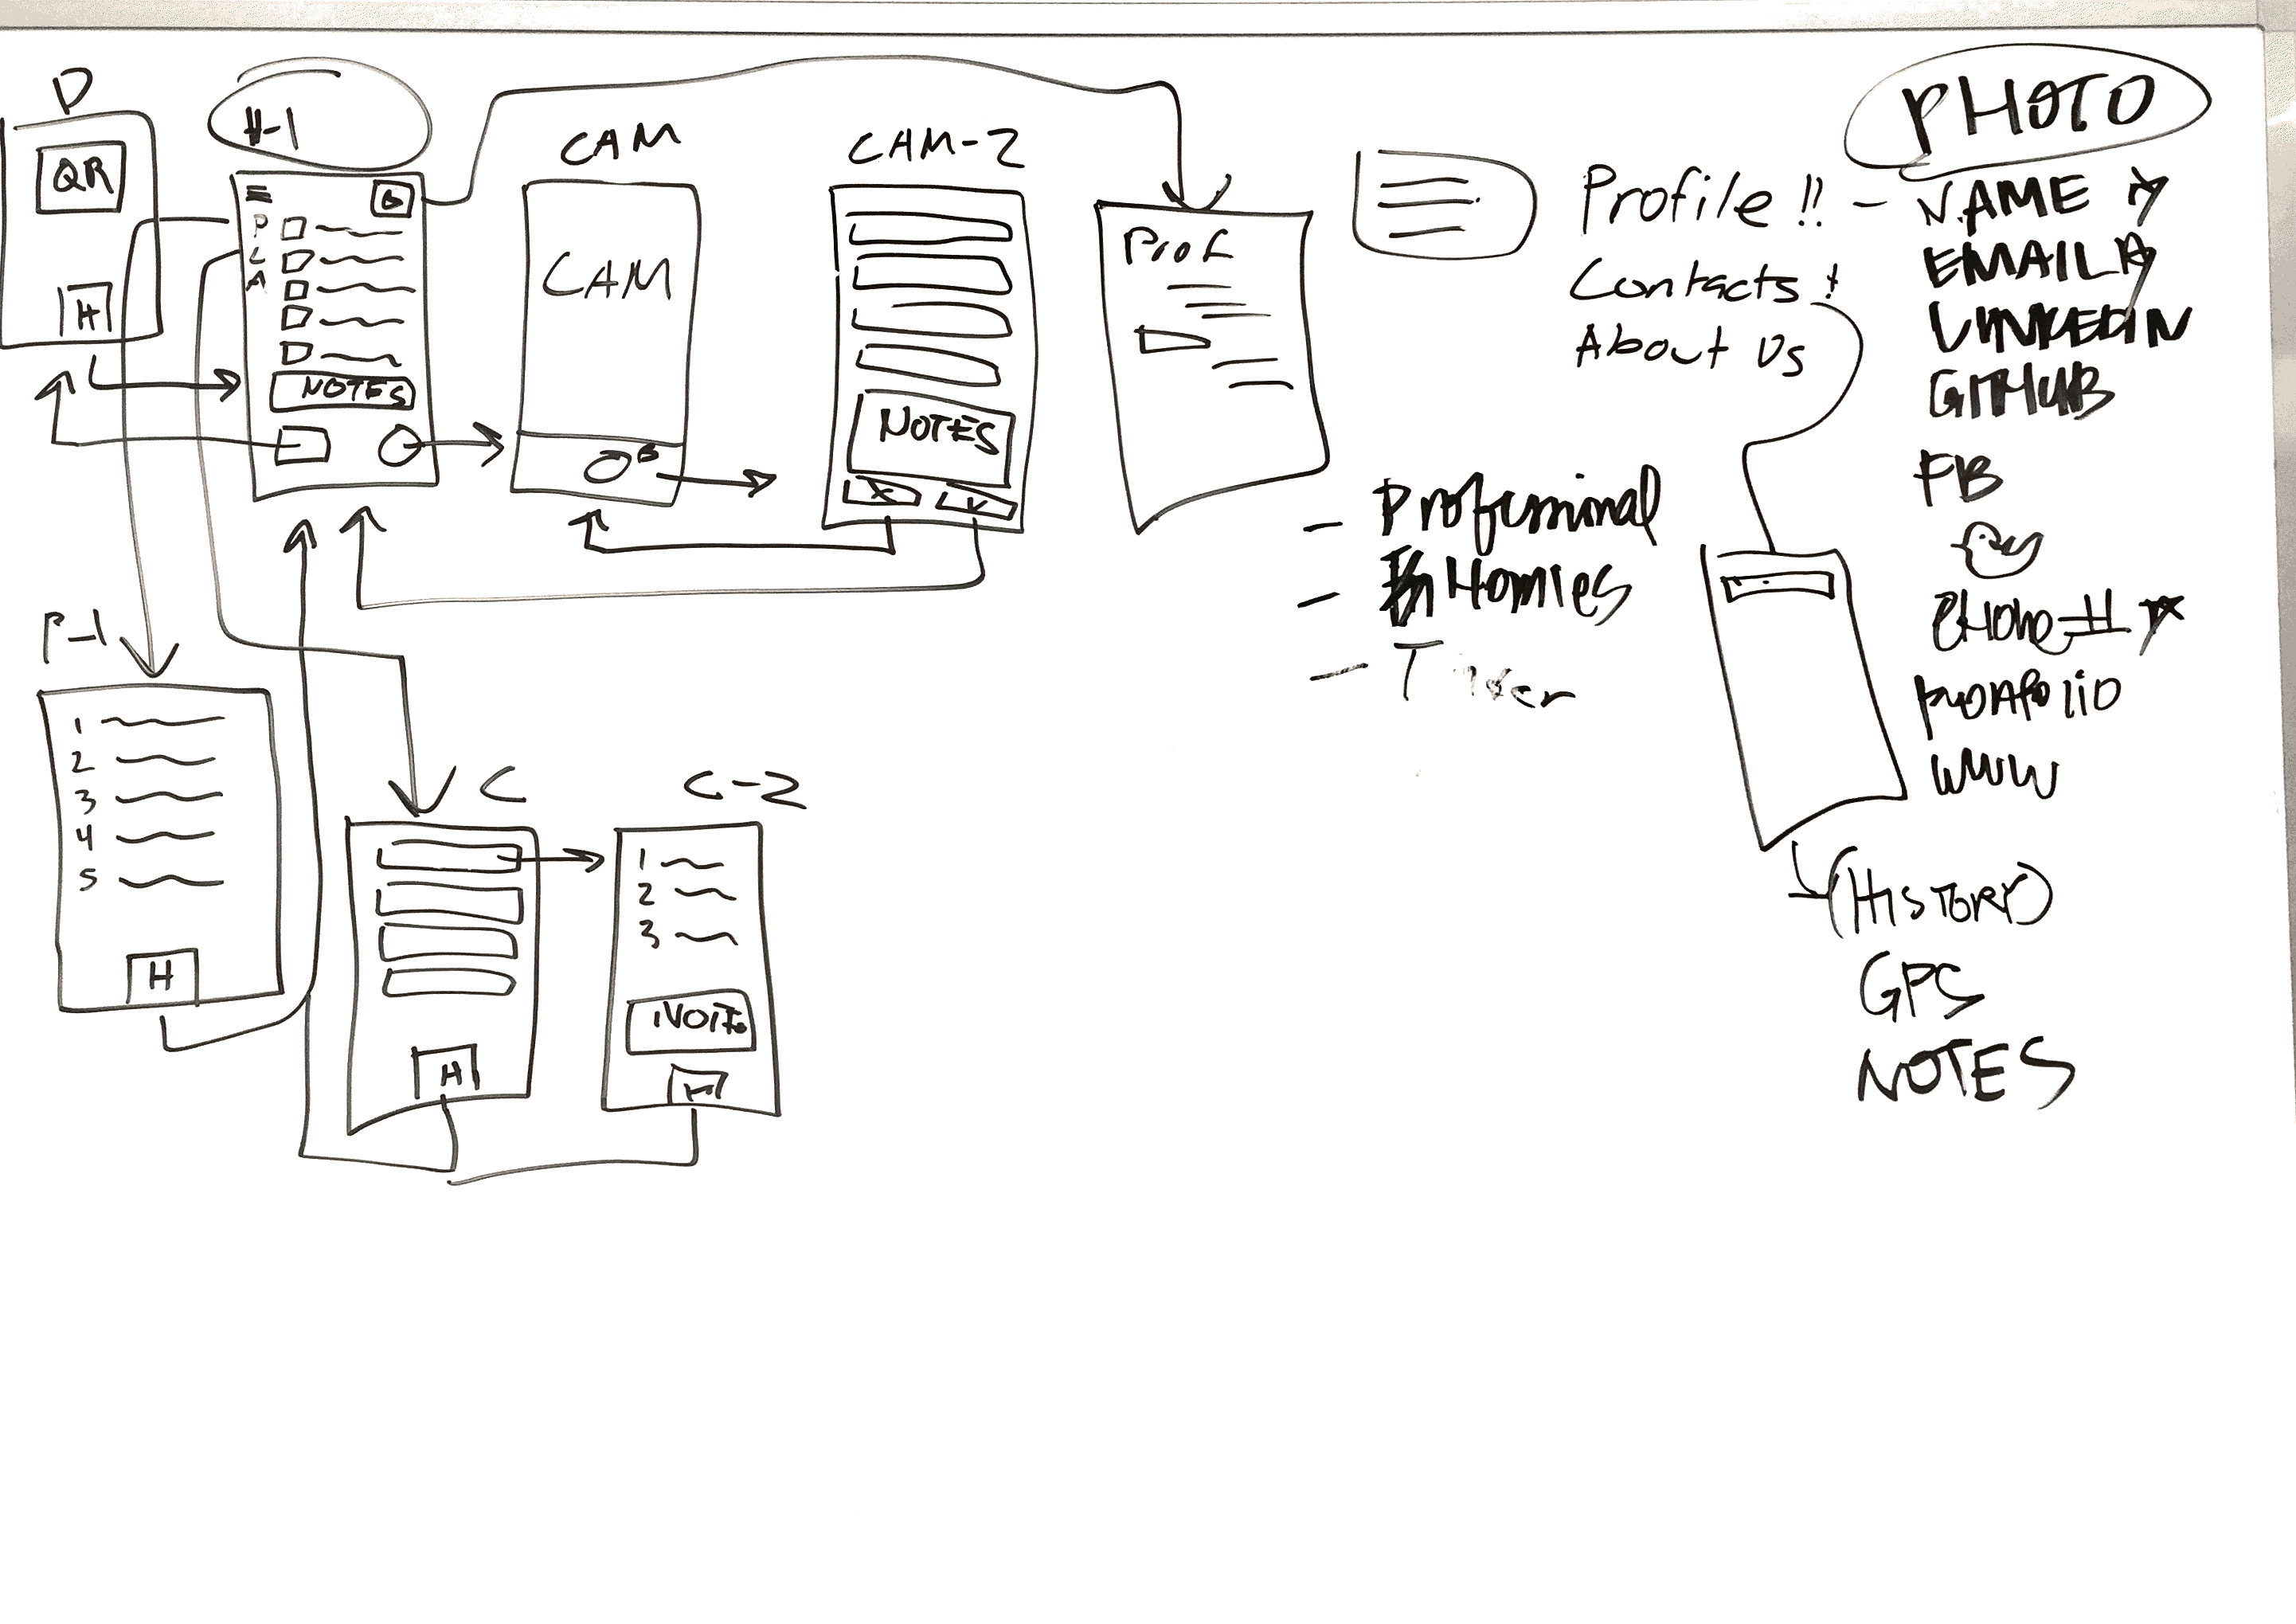 D
QR
H
H-1
P
C
A
NOTES
CAM
CAM
CAM-2
NOTES
X
Prof
Profile !!
Contacts
About Us
- Professional
- Homies
PHOTO
- NAME
EMAIL
LINKEDIN
GITHUB
FB
PHONE #
PORTFOLIO
WWW
(HISTORY)
GPS
NOTES
P-1
1
2
3
4
5
H
C
H
C-2
1
2
3
NOTE
H